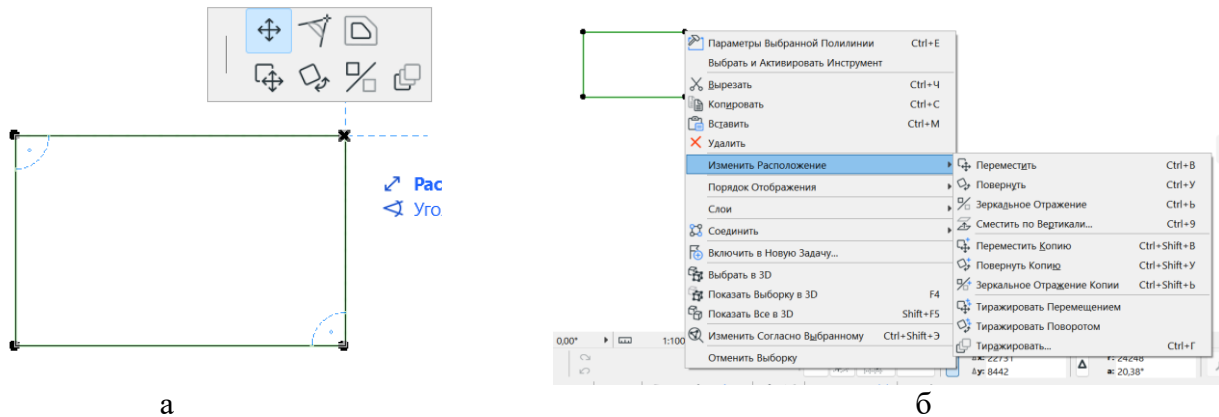 Рас
Уго
Параметры Выбранной Полилинии Ctrl+E
Выбрать и Активировать Инструмент
Вырезать Ctrl+Ч
Копировать Ctrl+C
Вставить Ctrl+M
Удалить
Изменить Расположение
Порядок Отображения
Слои
Соединить
Включить в Новую Задачу...
Выбрать в 3D
Показать Выборку в 3D F4
Показать Все в 3D Shift+F5
Изменить Согласно Выбранному Ctrl+Shift+Э
Отменить Выборку
Переместить Ctrl+B
Повернуть Ctrl+У
Зеркальное Отражение Ctrl+Ь
Сместить по Вертикали... Ctrl+9
Переместить Копию Ctrl+Shift+B
Повернуть Копию Ctrl+Shift+У
Зеркальное Отражение Копии Ctrl+Shift+Ь
Тиражировать Перемещением
Тиражировать Поворотом
Тиражировать... Ctrl+Г
0,00° 1:100
Δy: 8442 a: 20,38°
а б